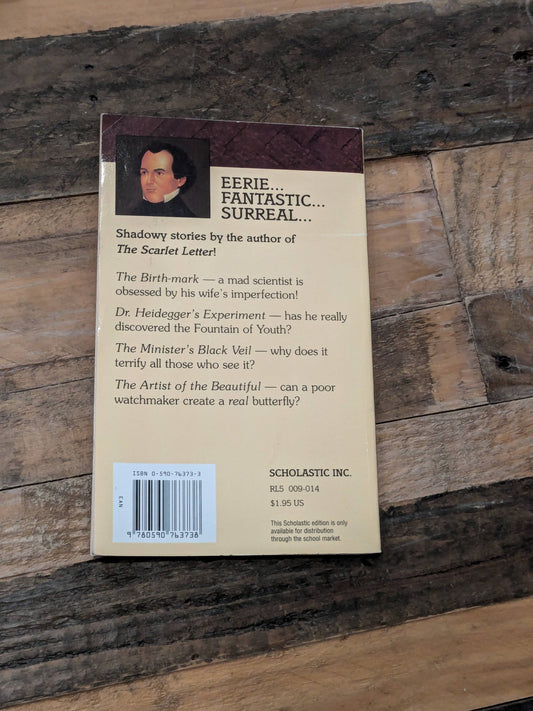 EERIE...
FANTASTIC...
SURREAL...
Shadowy stories by the author of
The Scarlet Letter!
The Birth-mark — a mad scientist is
obsessed by his wife's imperfection!
Dr. Heidegger's Experiment — has he really
discovered the Fountain of Youth?
The Minister's Black Veil — why does it
terrify all those who see it?
The Artist of the Beautiful — can a poor
watchmaker create a real butterfly?
ISBN 0-590-76373-3
EAN
9 780590 763738
SCHOLASTIC INC.
RL5 009-014
$1.95 US
This Scholastic edition is only
available for distribution
through the school market.